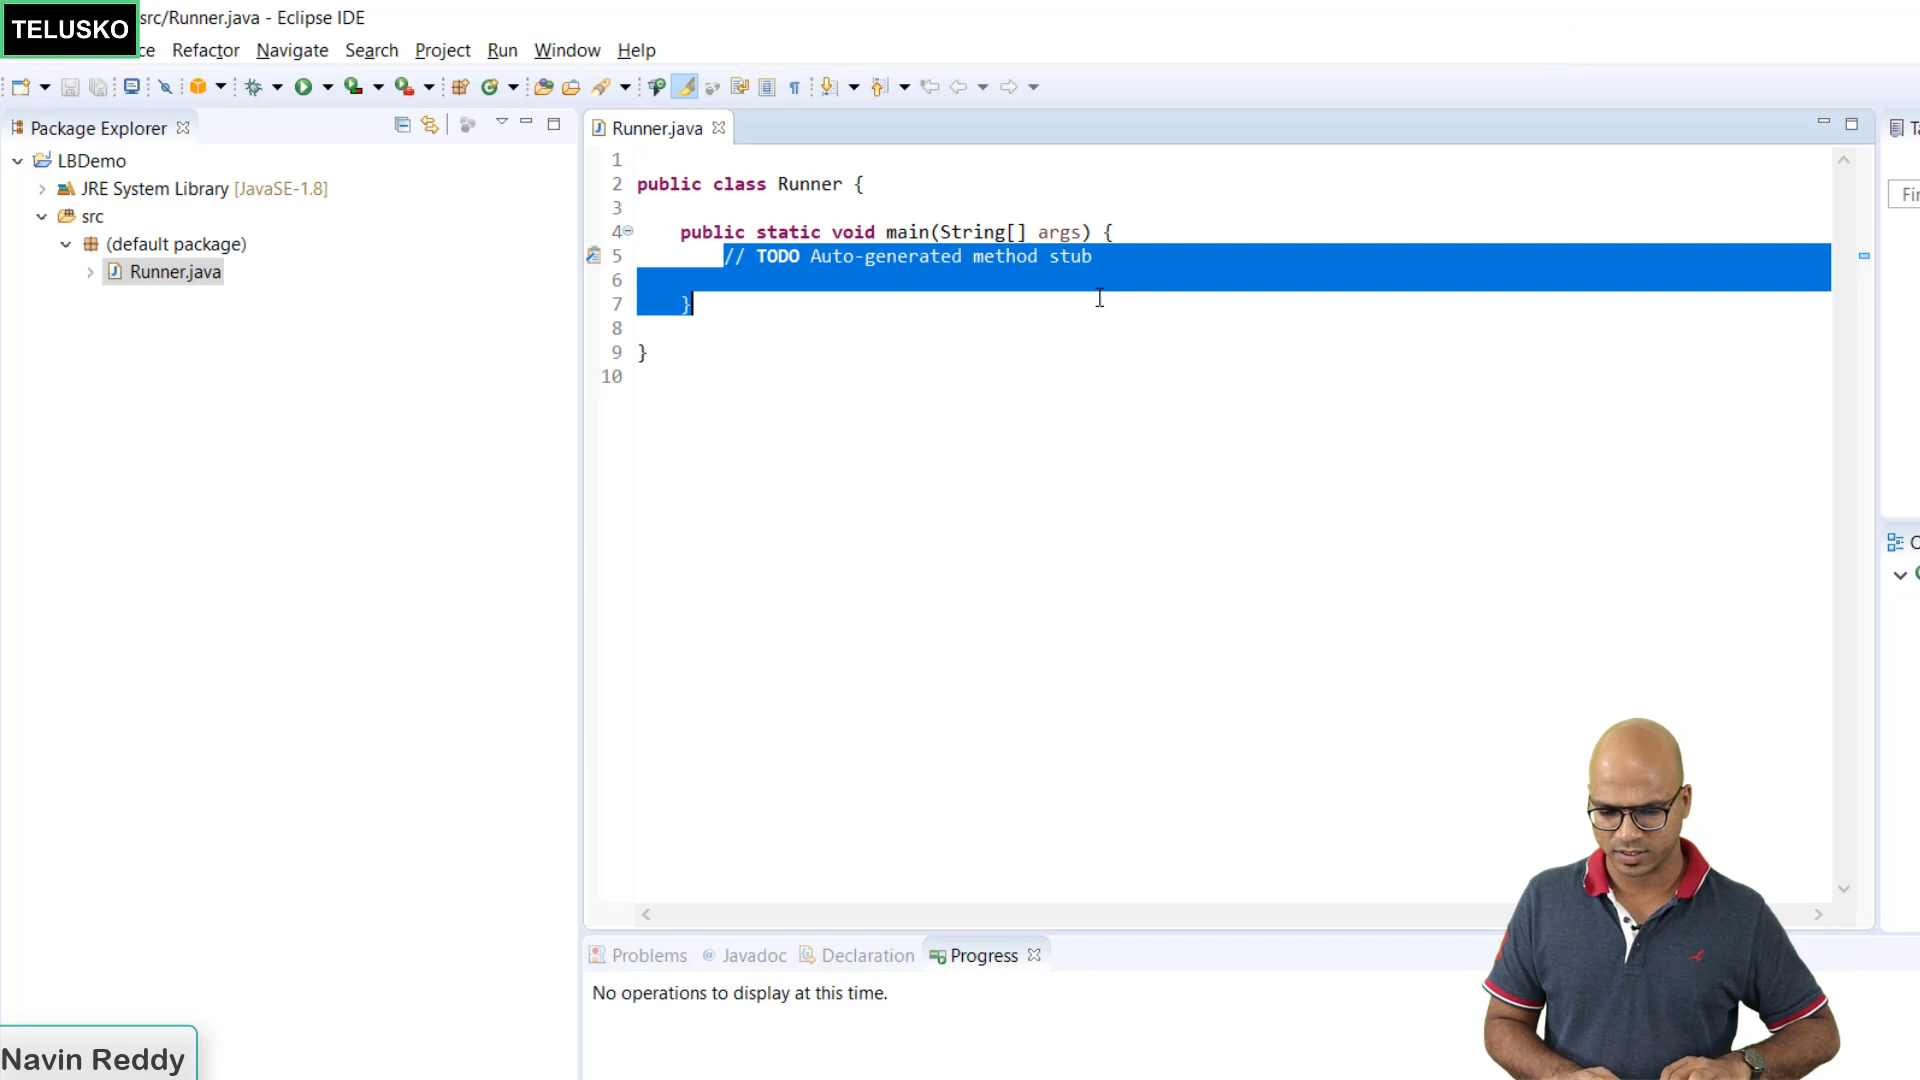 TELUSKO
src/Runner.java - Eclipse IDE
ce Refactor Navigate Search Project Run Window Help
Package Explorer
LBDemo
JRE System Library [JavaSE-1.8]
src
(default package)
Runner.java
Runner.java
1
2 public class Runner {
3
4 public static void main(String[] args) {
5 // TODO Auto-generated method stub
6
7 }
8
9 }
10
Problems @ Javadoc Declaration Progress
No operations to display at this time.
Navin Reddy